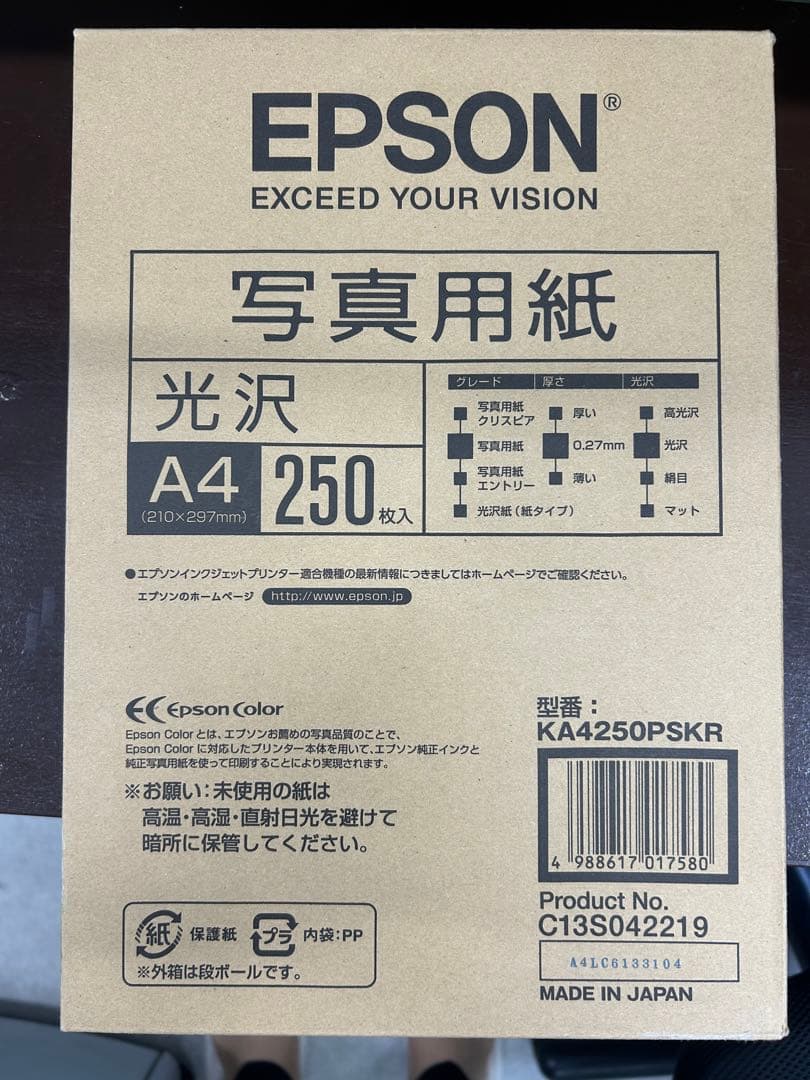 EPSON®
EXCEED YOUR VISION
写真用紙
光沢
A4
(210×297mm)
250枚入
グレード 厚さ 光沢
写真用紙
クリスピア
厚い
高光沢
写真用紙
0.27mm
光沢
写真用紙
エントリー
薄い
絹目
光沢紙(紙タイプ)
マット
●エプソンインクジェットプリンター適合機種の最新情報につきましてはホームページでご確認ください。
エプソンのホームページ http://www.epson.jp
Epson Color
Epson Color とは、エプソンお薦めの写真品質のことで、
Epson Color に対応したプリンター本体を用いて、エプソン純正インクと
純正写真用紙を使って印刷することにより実現されます。
※お願い:未使用の紙は
高温・高湿・直射日光を避けて
暗所に保管してください。
紙 保護紙 プラ 内袋:PP
※外箱は段ボールです。
型番:
KA4250PSKR
4 988617 017580
Product No.
C13S042219
A4LC6133104
MADE IN JAPAN